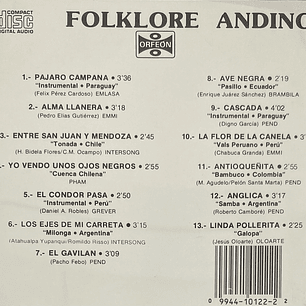 COMPACT
disc
DIGITAL AUDIO
FOLKLORE ANDINO
ORFEON
1.- PAJARO CAMPANA • 3'36
"Instrumental • Paraguay"
(Felix Pérez Cardoso) EMLASA
2.- ALMA LLANERA • 3'18
(Pedro Elías Gutiérrez) EMMI
3.- ENTRE SAN JUAN Y MENDOZA • 2'45
"Tonada • Chile"
(H. Bidela Flores/C.M. Ocampo) INTERSONG
4.- YO VENDO UNOS OJOS NEGROS • 2'55
"Cuenca Chilena"
PHAM
5.- EL CONDOR PASA • 2'50
"Instrumental • Perú"
(Daniel A. Robles) GREVER
6.- LOS EJES DE MI CARRETA • 3'15
"Milonga • Argentina"
(Atahualpa Yupanqui/Romildo Risso) INTERSONG
7.- EL GAVILAN • 3'09
(Pacho Febo) PEND
8.- AVE NEGRA • 2'19
"Pasillo • Ecuador"
(Enrique Juárez Sánchez) BRAMBILA
9.- CASCADA • 4'02
"Instrumental • Paraguay"
(Digno García) PEND
10.- LA FLOR DE LA CANELA • 3'
"Vals Peruano • Perú"
(Chabuca Granda) EMMI
11.- ANTIOQUEÑITA • 2'55
"Bambuco • Colombia"
(M. Agudelo/Pelón Santa Marta) PEND
12.- ANGLICA • 3'17
"Samba • Argentina"
(Roberto Camboré) PEND
13.- LINDA POLLERITA • 2'25
"Galopa"
(Jesús Oloarte) OLOARTE
0
9944-10122-2